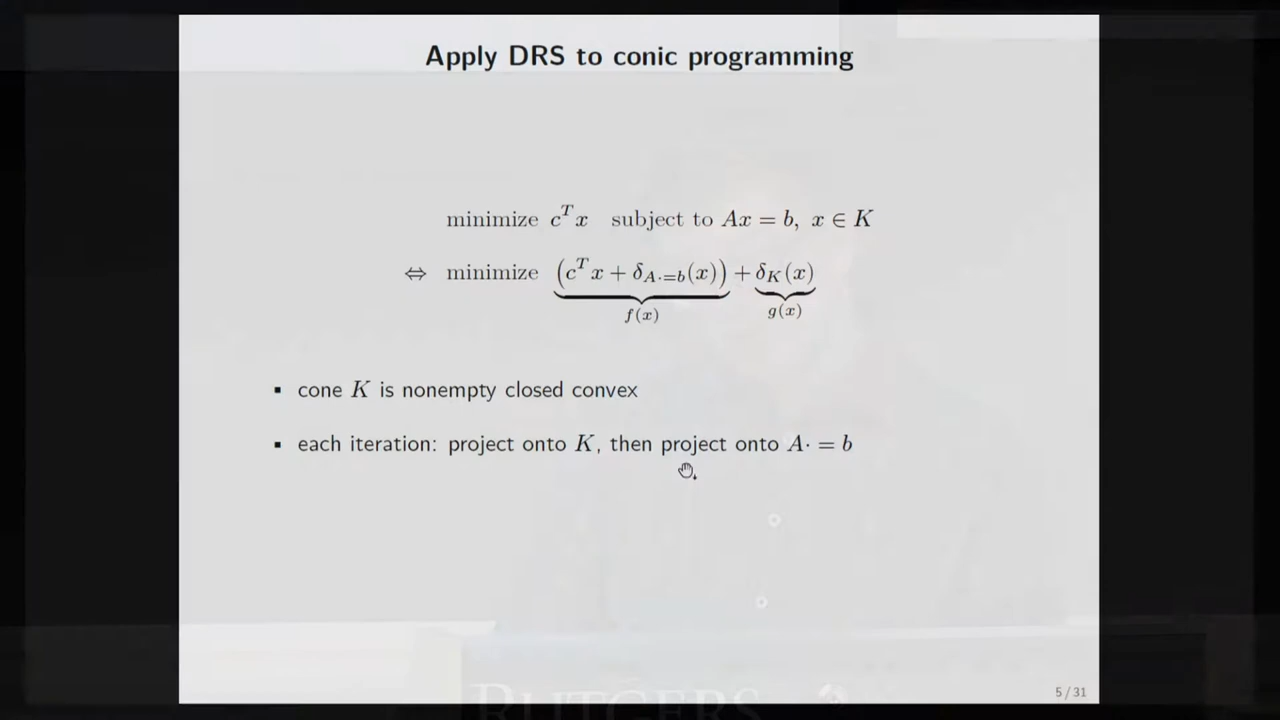 Apply DRS to conic programming
minimize c^T x subject to Ax = b, x ∈ K
⇔ minimize (c^T x + δ_{A·=b}(x)) + δ_K(x)
f(x) g(x)
▪ cone K is nonempty closed convex
▪ each iteration: project onto K, then project onto A· = b
5 / 31
RUTGERS